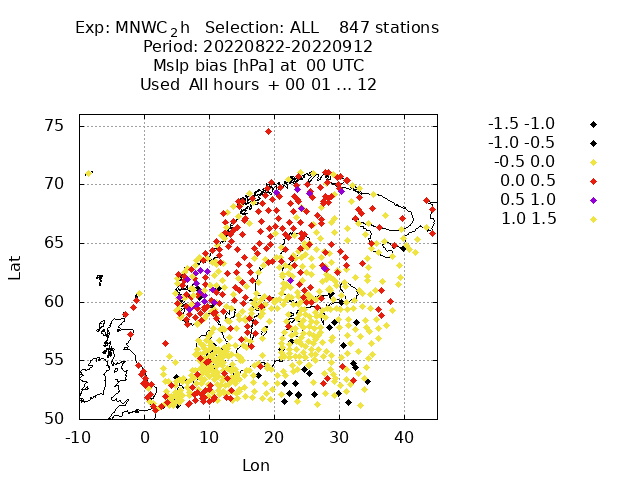 Exp: MNWC_2h   Selection: ALL    847 stations
Period: 20220822-20220912
Mslp bias [hPa] at  00 UTC
Used  All hours  + 00 01 ... 12
-1.5 -1.0
-1.0 -0.5
-0.5 0.0
0.0 0.5
0.5 1.0
1.0 1.5
75
70
65
60
55
50
Lat
-10 0 10 20 30 40
Lon